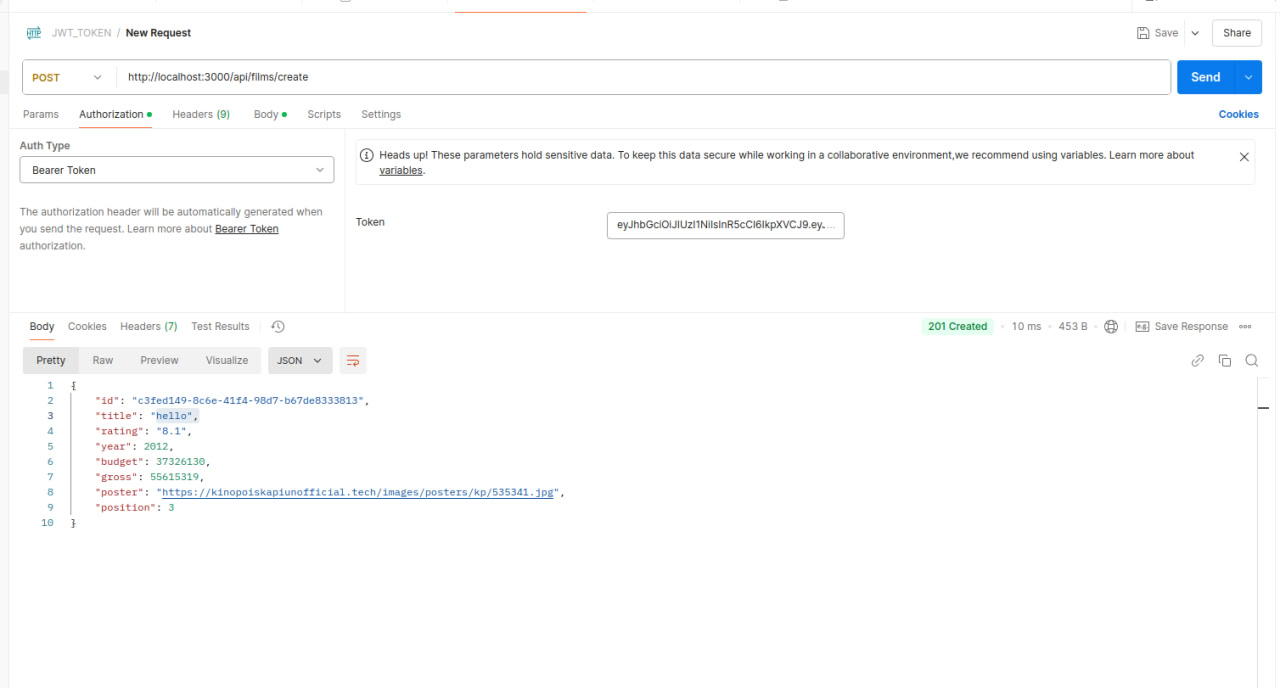 HTTP JWT_TOKEN / New Request Save Share
POST http://localhost:3000/api/films/create Send
Params Authorization Headers (9) Body Scripts Settings Cookies
Auth Type
Bearer Token
The authorization header will be automatically generated when
you send the request. Learn more about Bearer Token
authorization.
Heads up! These parameters hold sensitive data. To keep this data secure while working in a collaborative environment,we recommend using variables. Learn more about
variables.
Token
Body Cookies Headers (7) Test Results 201 Created 10 ms 453 B e.g. Save Response
Pretty Raw Preview Visualize JSON
1 {
2 "id": "c3fed149-8c6e-41f4-98d7-b67de8333813",
3 "title": "hello",
4 "rating": "8.1",
5 "year": 2012,
6 "budget": 37326130,
7 "gross": 55615319,
8 "poster": "https://kinopoiskapiunofficial.tech/images/posters/kp/535341.jpg",
9 "position": 3
10 }